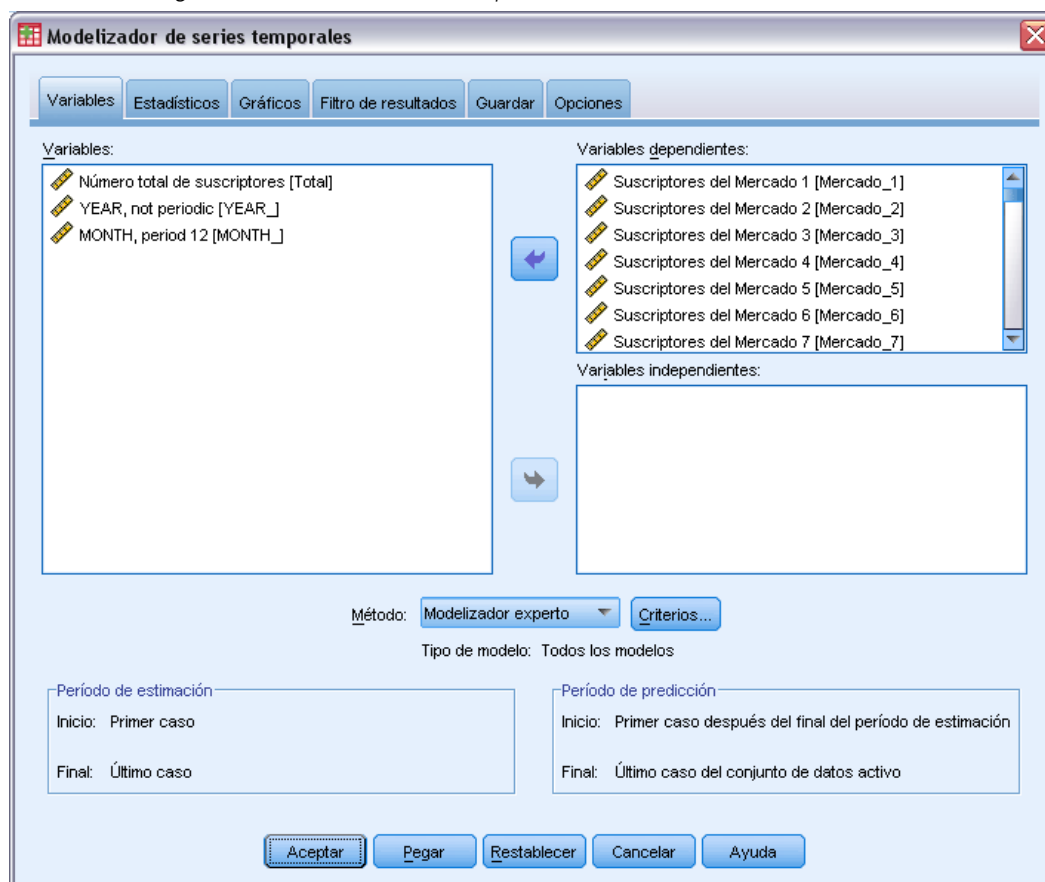 Modelizador de series temporales
Variables Estadísticos Gráficos Filtro de resultados Guardar Opciones
Variables:
Número total de suscriptores [Total]
YEAR, not periodic [YEAR_]
MONTH, period 12 [MONTH_]
Variables dependientes:
Suscriptores del Mercado 1 [Mercado_1]
Suscriptores del Mercado 2 [Mercado_2]
Suscriptores del Mercado 3 [Mercado_3]
Suscriptores del Mercado 4 [Mercado_4]
Suscriptores del Mercado 5 [Mercado_5]
Suscriptores del Mercado 6 [Mercado_6]
Suscriptores del Mercado 7 [Mercado_7]
Variables independientes:
Método: Modelizador experto Criterios...
Tipo de modelo: Todos los modelos
Período de estimación
Inicio: Primer caso
Final: Último caso
Período de predicción
Inicio: Primer caso después del final del período de estimación
Final: Último caso del conjunto de datos activo
Aceptar Pegar Restablecer Cancelar Ayuda